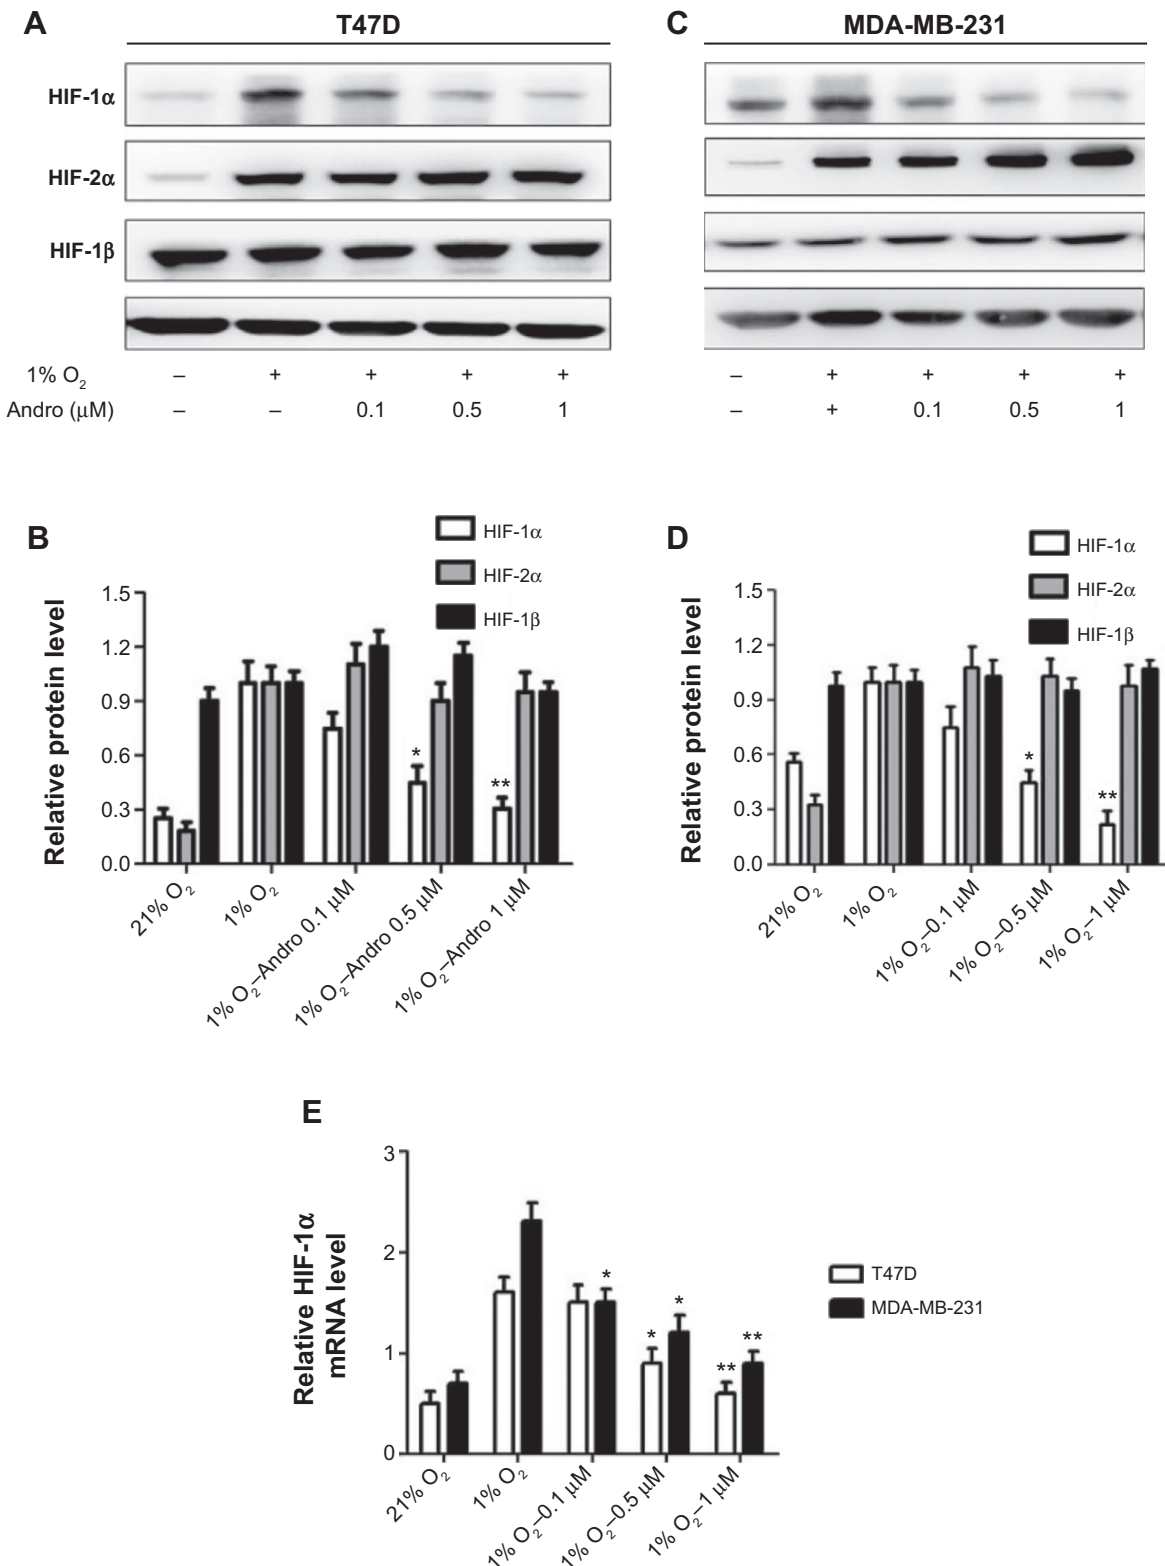 A
T47D
HIF-1α
HIF-2α
HIF-1β
1% O₂ – + + + +
Andro (μM) – – 0.1 0.5 1
C
MDA-MB-231
– + + + +
– + 0.1 0.5 1
B
HIF-1α
HIF-2α
HIF-1β
Relative protein level
1.5
1.2
0.9
0.6
0.3
0.0
*
**
21% O₂
1% O₂
1% O₂–Andro 0.1 μM
1% O₂–Andro 0.5 μM
1% O₂–Andro 1 μM
D
HIF-1α
HIF-2α
HIF-1β
Relative protein level
1.5
1.2
0.9
0.6
0.3
0.0
*
**
21% O₂
1% O₂
1% O₂–0.1 μM
1% O₂–0.5 μM
1% O₂–1 μM
E
Relative HIF-1α
mRNA level
3
2
1
0
*
*
*
**
**
T47D
MDA-MB-231
21% O₂
1% O₂
1% O₂–0.1 μM
1% O₂–0.5 μM
1% O₂–1 μM